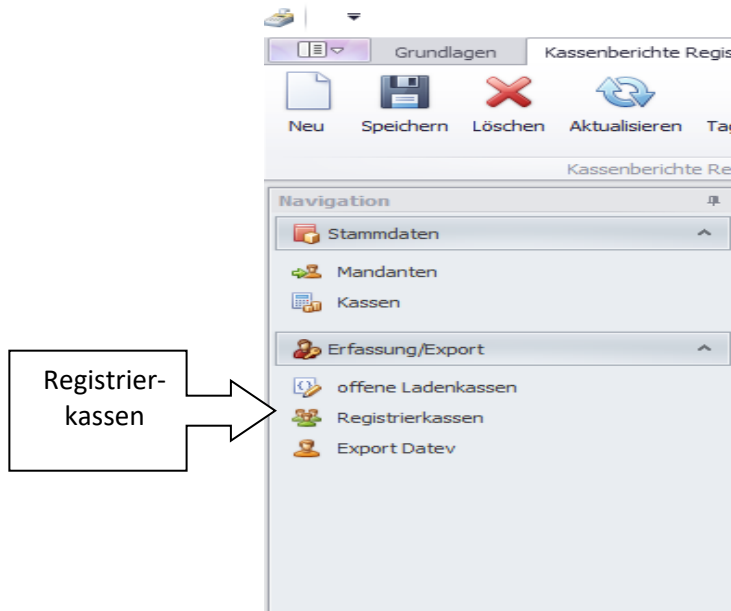 Grundlagen
Kassenberichte Regis
Neu Speichern Löschen Aktualisieren Tag
Kassenberichte Re
Navigation
Stammdaten
Mandanten
Kassen
Erfassung/Export
offene Ladenkassen
Registrierkassen
Export Datev
Registrier-
kassen